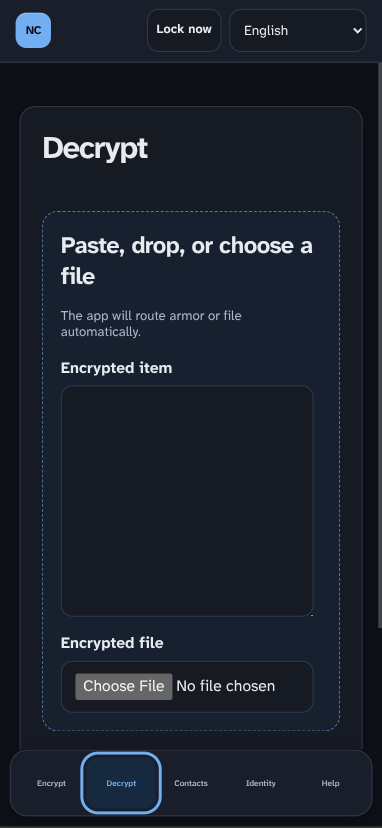 NC
Lock now
English
Decrypt
Paste, drop, or choose a
file
The app will route armor or file
automatically.
Encrypted item
Encrypted file
Choose File No file chosen
Encrypt
Decrypt
Contacts
Identity
Help